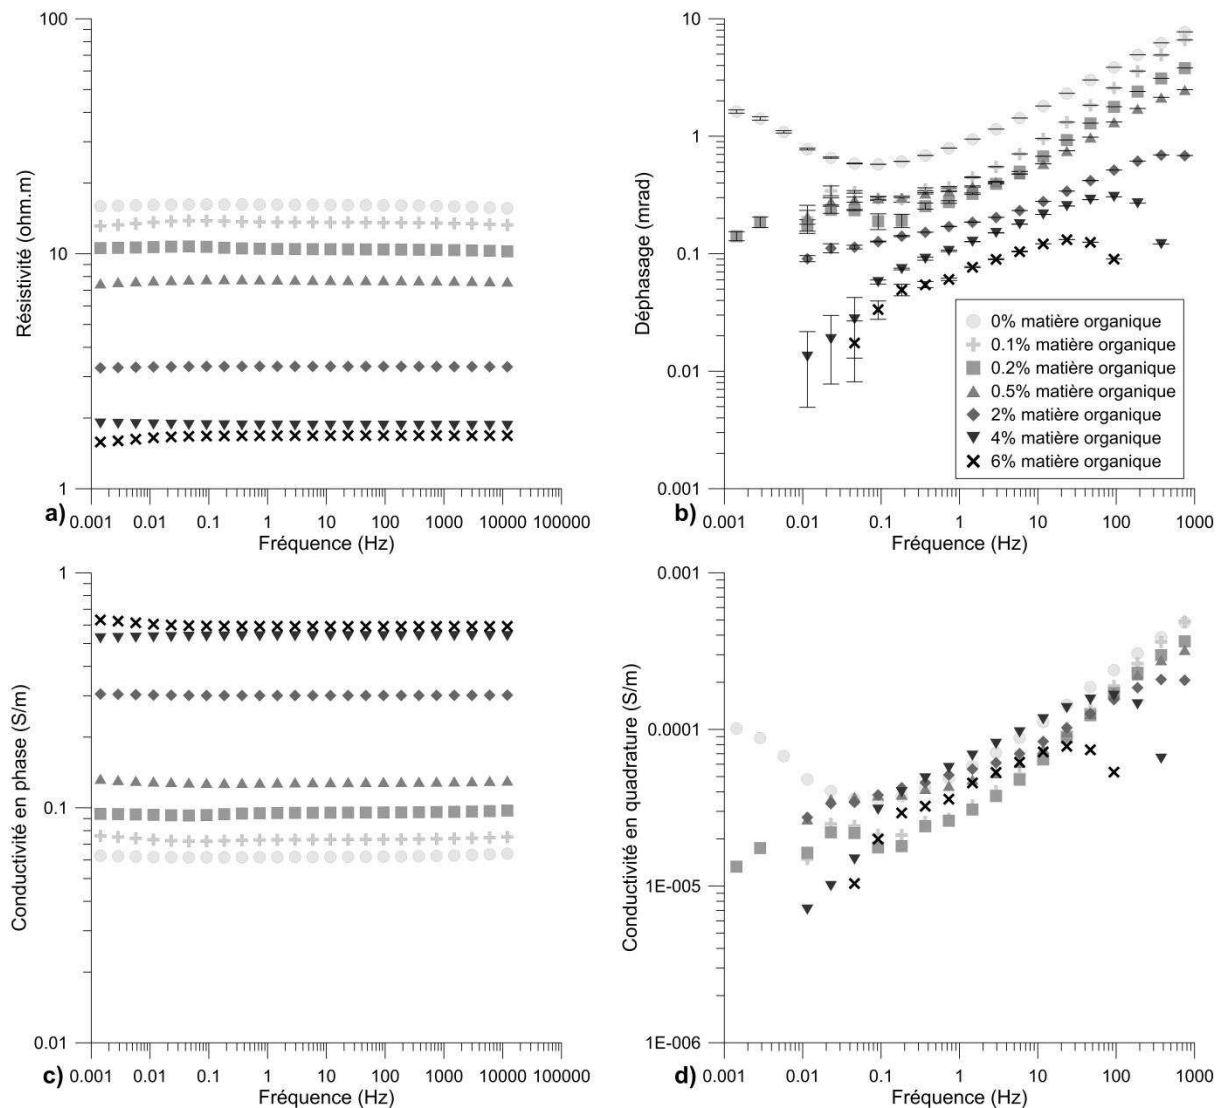 100
10
1
Résistivité (ohm.m)
a)
0.001 0.01 0.1 1 10 100 1000 10000 100000
Fréquence (Hz)
10
1
0.1
0.01
0.001
Déphasage (mrad)
0% matière organique
0.1% matière organique
0.2% matière organique
0.5% matière organique
2% matière organique
4% matière organique
6% matière organique
b)
0.001 0.01 0.1 1 10 100 1000
Fréquence (Hz)
1
0.1
0.01
Conductivité en phase (S/m)
c)
0.001 0.01 0.1 1 10 100 1000 10000 100000
Fréquence (Hz)
0.001
0.0001
1E-005
1E-006
Conductivité en quadrature (S/m)
d)
0.001 0.01 0.1 1 10 100 1000
Fréquence (Hz)